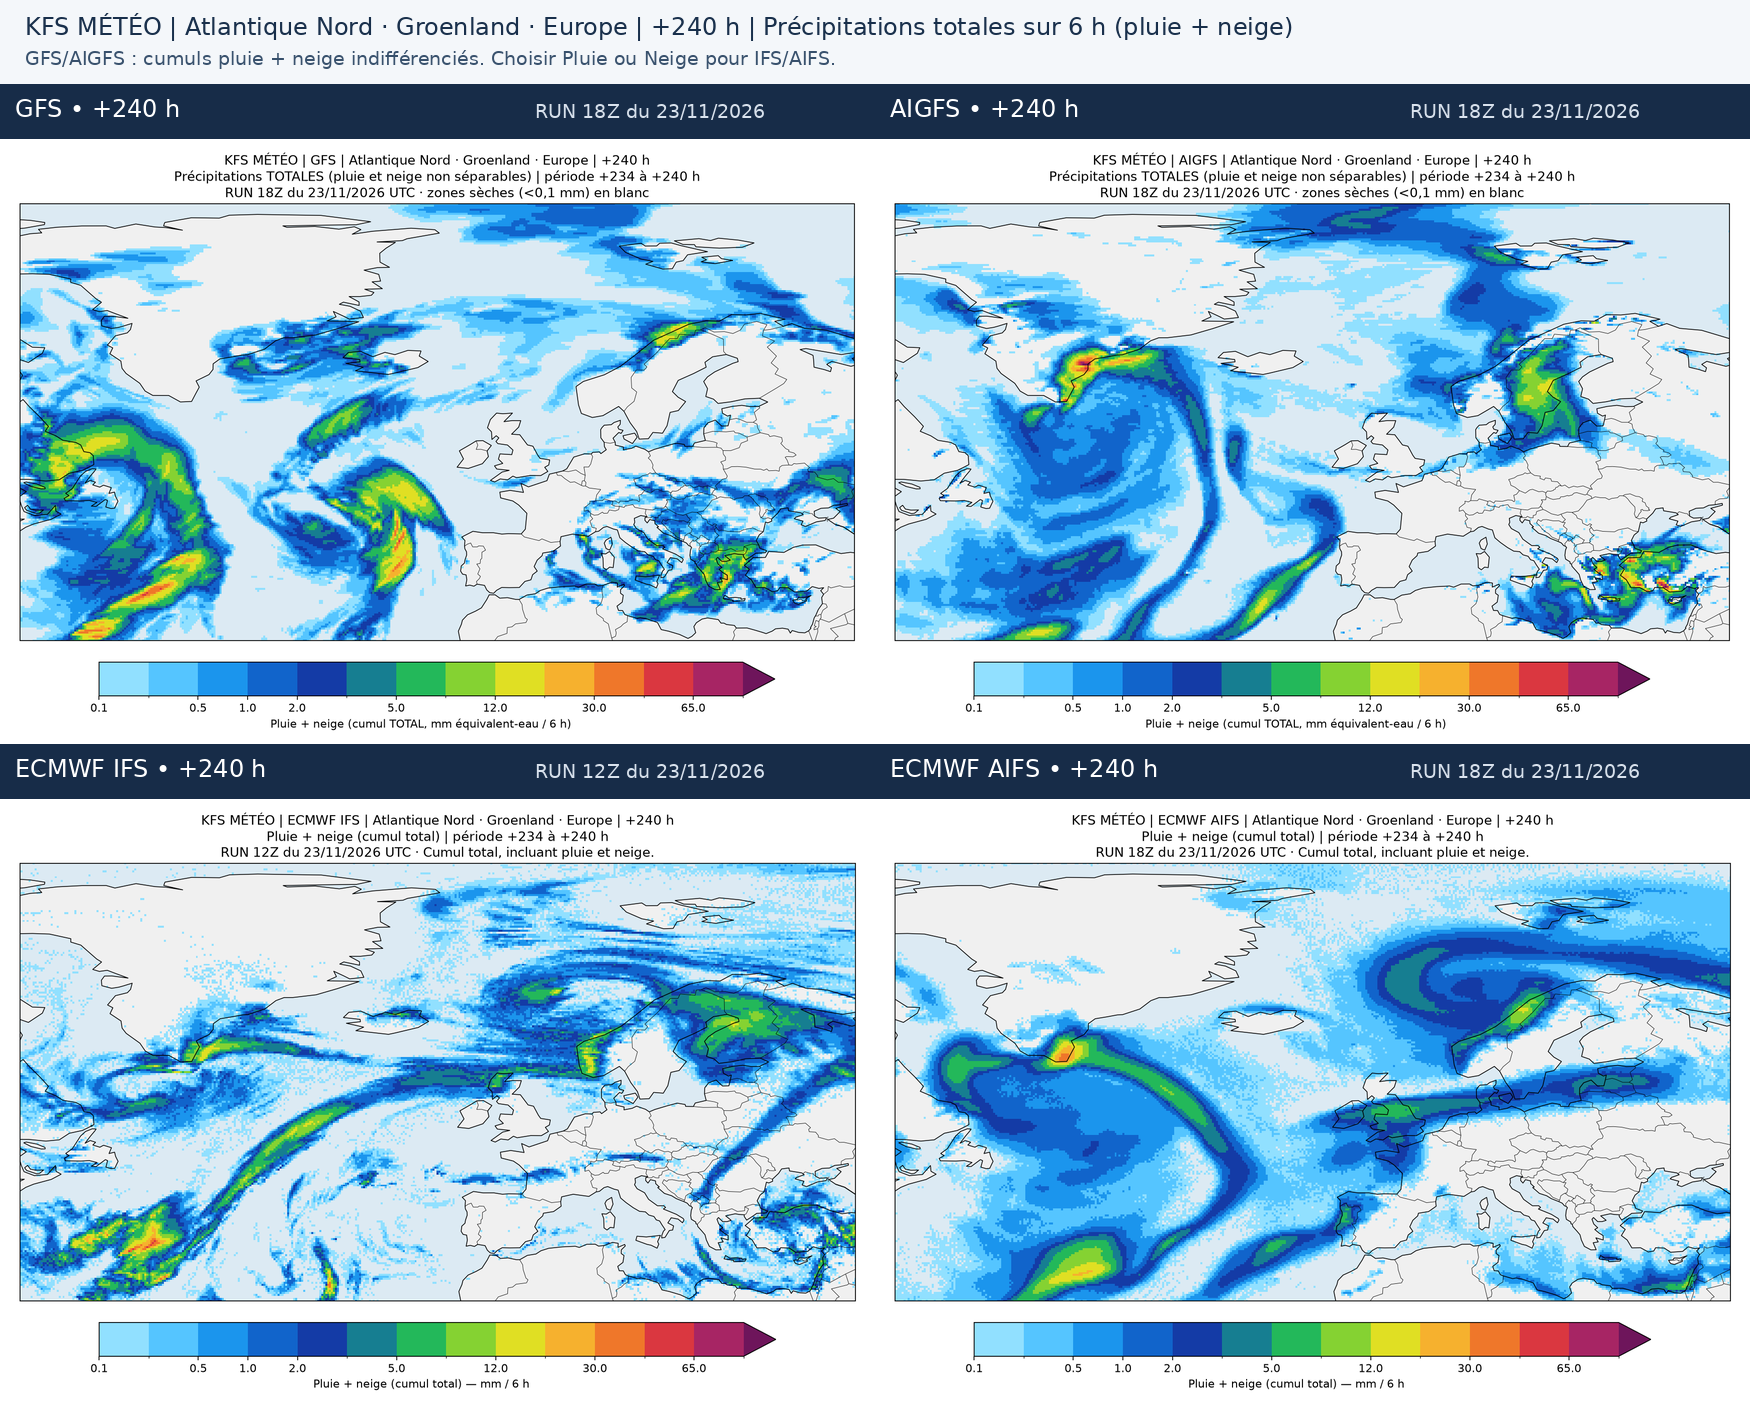 KFS MÉTÉO | Atlantique Nord · Groenland · Europe | +240 h | Précipitations totales sur 6 h (pluie + neige)
GFS/AIGFS : cumuls pluie + neige indifférenciés. Choisir Pluie ou Neige pour IFS/AIFS.
GFS • +240 h
RUN 18Z du 23/11/2026
AIGFS • +240 h
RUN 18Z du 23/11/2026
KFS MÉTÉO | GFS | Atlantique Nord · Groenland · Europe | +240 h
Précipitations TOTALES (pluie et neige non séparables) | période +234 à +240 h
RUN 18Z du 23/11/2026 UTC · zones sèches (<0,1 mm) en blanc
KFS MÉTÉO | AIGFS | Atlantique Nord · Groenland · Europe | +240 h
Précipitations TOTALES (pluie et neige non séparables) | période +234 à +240 h
RUN 18Z du 23/11/2026 UTC · zones sèches (<0,1 mm) en blanc
0.1 0.5 1.0 2.0 5.0 12.0 30.0 65.0
Pluie + neige (cumul TOTAL, mm équivalent-eau / 6 h)
0.1 0.5 1.0 2.0 5.0 12.0 30.0 65.0
Pluie + neige (cumul TOTAL, mm équivalent-eau / 6 h)
ECMWF IFS • +240 h
RUN 12Z du 23/11/2026
ECMWF AIFS • +240 h
RUN 18Z du 23/11/2026
KFS MÉTÉO | ECMWF IFS | Atlantique Nord · Groenland · Europe | +240 h
Pluie + neige (cumul total) | période +234 à +240 h
RUN 12Z du 23/11/2026 UTC · Cumul total, incluant pluie et neige.
KFS MÉTÉO | ECMWF AIFS | Atlantique Nord · Groenland · Europe | +240 h
Pluie + neige (cumul total) | période +234 à +240 h
RUN 18Z du 23/11/2026 UTC · Cumul total, incluant pluie et neige.
0.1 0.5 1.0 2.0 5.0 12.0 30.0 65.0
Pluie + neige (cumul total) — mm / 6 h
0.1 0.5 1.0 2.0 5.0 12.0 30.0 65.0
Pluie + neige (cumul total) — mm / 6 h